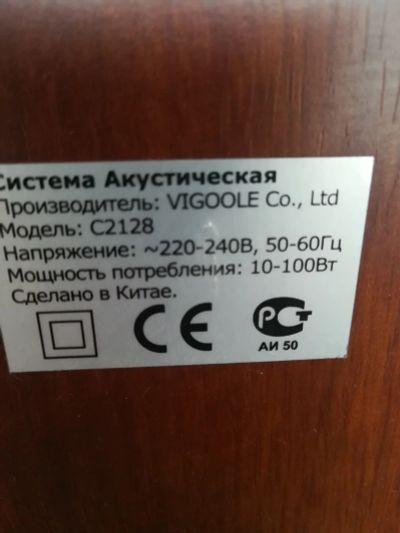 Система Акустическая
Производитель: VIGOOLE Co., Ltd
Модель: C2128
Напряжение: ~220-240В, 50-60Гц
Мощность потребления: 10-100Вт
Сделано в Китае.
CE РСТ
АИ 50